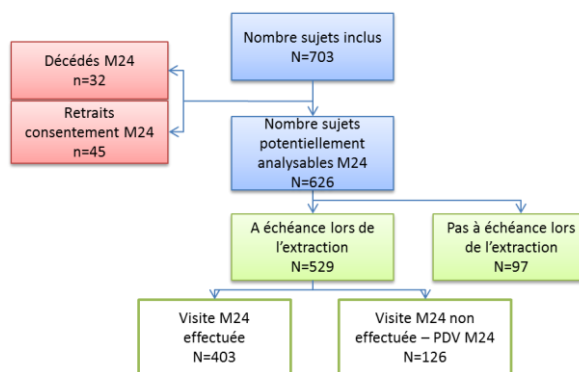 Nombre sujets inclus
N=703
Décédés M24
n=32
Retraits
consentement M24
n=45
Nombre sujets
potentiellement
analysables M24
N=626
A échéance lors de
l’extraction
N=529
Pas à échéance lors
de l’extraction
N=97
Visite M24
effectuée
N=403
Visite M24 non
effectuée – PDV M24
N=126